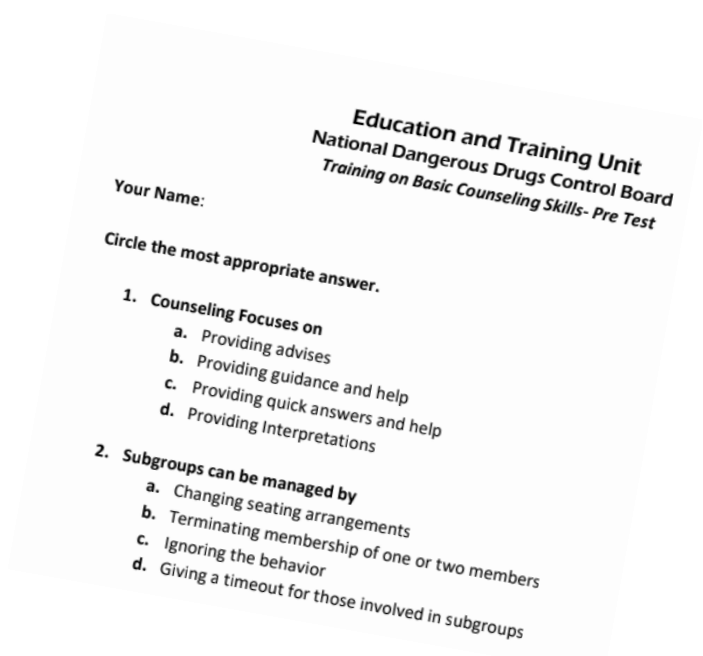 Education and Training Unit
National Dangerous Drugs Control Board
Training on Basic Counseling Skills- Pre Test
Your Name:
Circle the most appropriate answer.
1. Counseling Focuses on
a. Providing advises
b. Providing guidance and help
c. Providing quick answers and help
d. Providing Interpretations
2. Subgroups can be managed by
a. Changing seating arrangements
b. Terminating membership of one or two members
c. Ignoring the behavior
d. Giving a timeout for those involved in subgroups